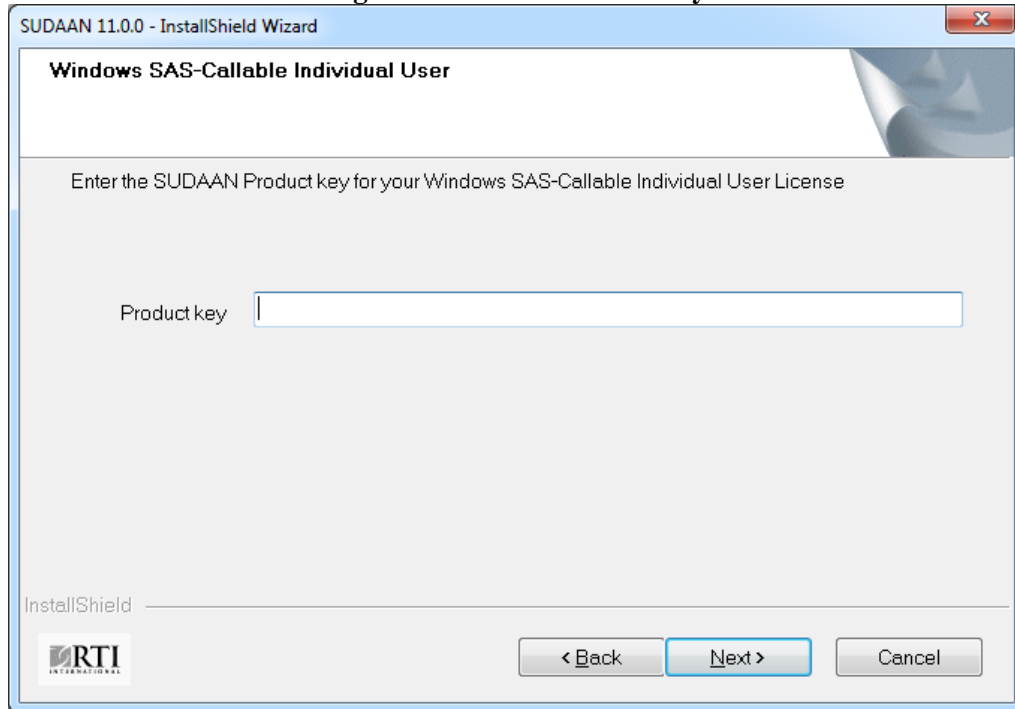 SUDAAN 11.0.0 - InstallShield Wizard
Windows SAS-Callable Individual User
Enter the SUDAAN Product key for your Windows SAS-Callable Individual User License
Product key
InstallShield
RTI
INTERNATIONAL
< Back Next > Cancel